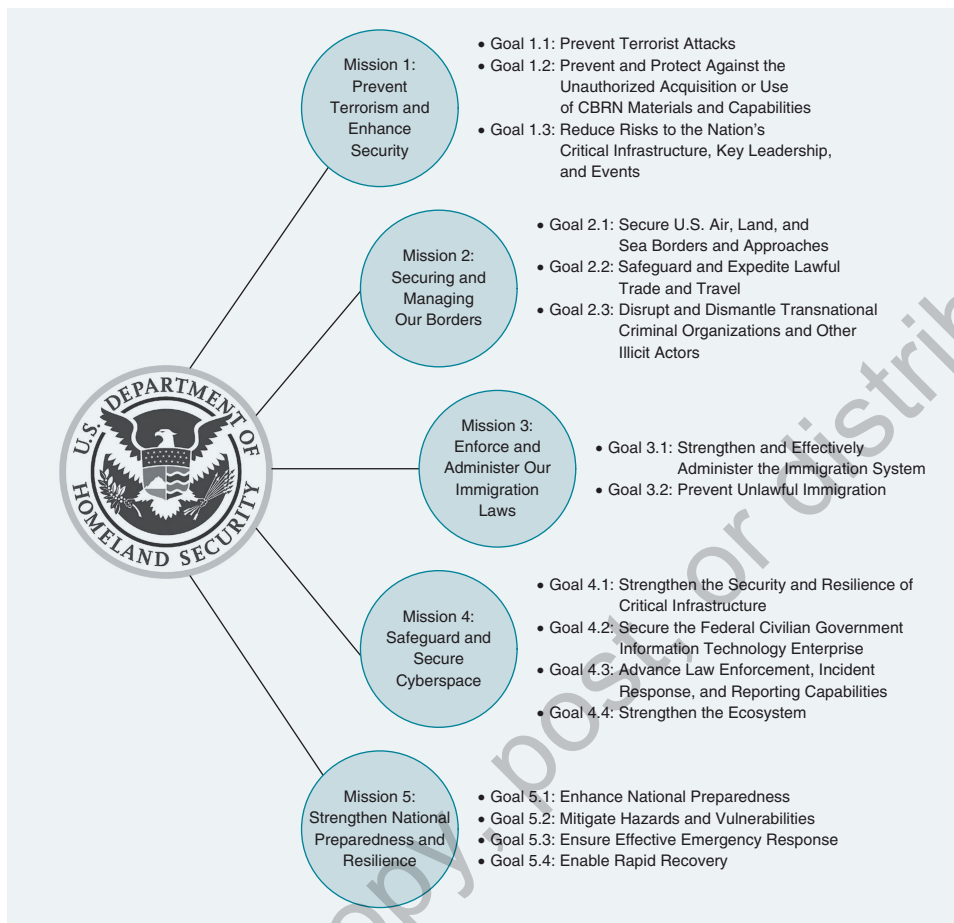 Mission 1:
Prevent
Terrorism and
Enhance
Security
• Goal 1.1: Prevent Terrorist Attacks
• Goal 1.2: Prevent and Protect Against the
Unauthorized Acquisition or Use
of CBRN Materials and Capabilities
• Goal 1.3: Reduce Risks to the Nation's
Critical Infrastructure, Key Leadership,
and Events
Mission 2:
Securing and
Managing
Our Borders
• Goal 2.1: Secure U.S. Air, Land, and
Sea Borders and Approaches
• Goal 2.2: Safeguard and Expedite Lawful
Trade and Travel
• Goal 2.3: Disrupt and Dismantle Transnational
Criminal Organizations and Other
Illicit Actors
U.S. DEPARTMENT OF
HOMELAND SECURITY
Mission 3:
Enforce and
Administer Our
Immigration
Laws
• Goal 3.1: Strengthen and Effectively
Administer the Immigration System
• Goal 3.2: Prevent Unlawful Immigration
Mission 4:
Safeguard and
Secure
Cyberspace
• Goal 4.1: Strengthen the Security and Resilience of
Critical Infrastructure
• Goal 4.2: Secure the Federal Civilian Government
Information Technology Enterprise
• Goal 4.3: Advance Law Enforcement, Incident
Response, and Reporting Capabilities
• Goal 4.4: Strengthen the Ecosystem
Mission 5:
Strengthen National
Preparedness and
Resilience
• Goal 5.1: Enhance National Preparedness
• Goal 5.2: Mitigate Hazards and Vulnerabilities
• Goal 5.3: Ensure Effective Emergency Response
• Goal 5.4: Enable Rapid Recovery
opy, post, or distrib